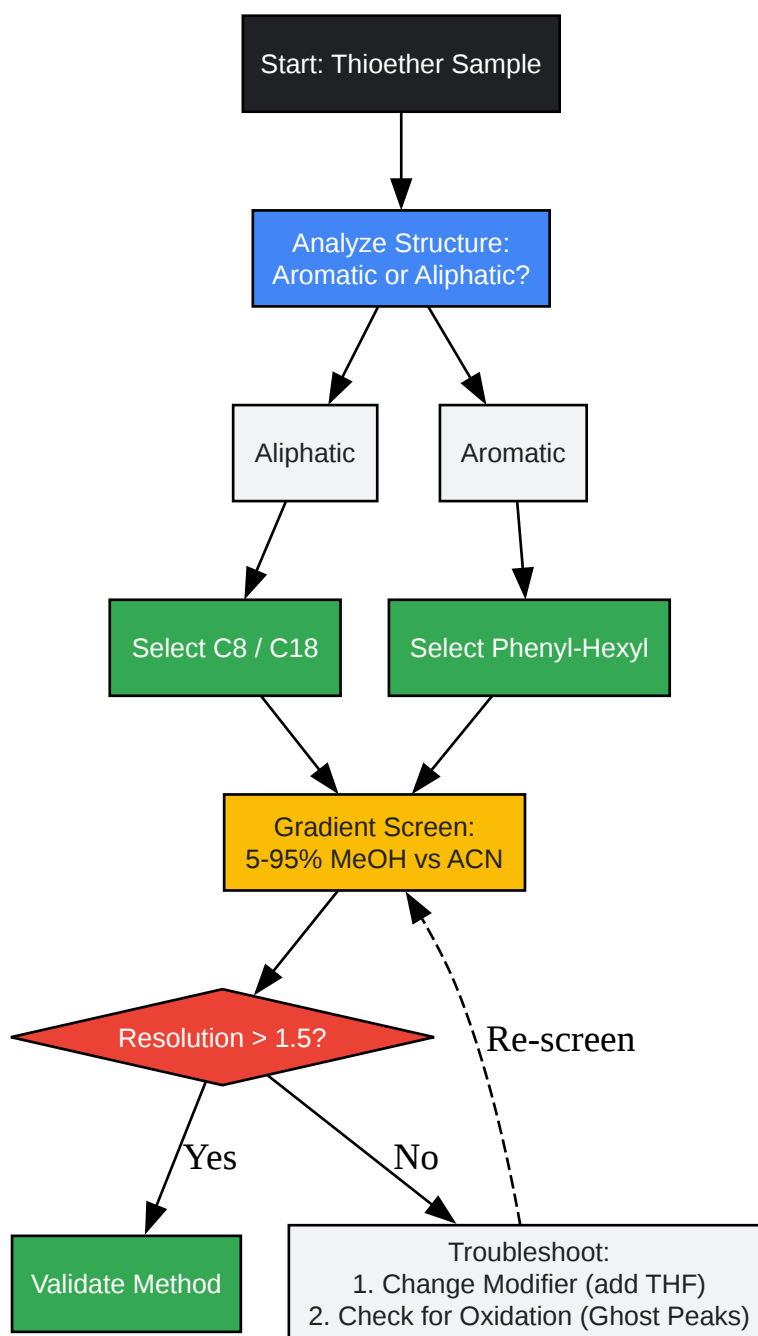 Start: Thioether Sample
Analyze Structure:
Aromatic or Aliphatic?
Aliphatic
Aromatic
Select C8 / C18
Select Phenyl-Hexyl
Gradient Screen:
5-95% MeOH vs ACN
Resolution > 1.5?
Re-screen
Yes
No
Validate Method
Troubleshoot:
1. Change Modifier (add THF)
2. Check for Oxidation (Ghost Peaks)